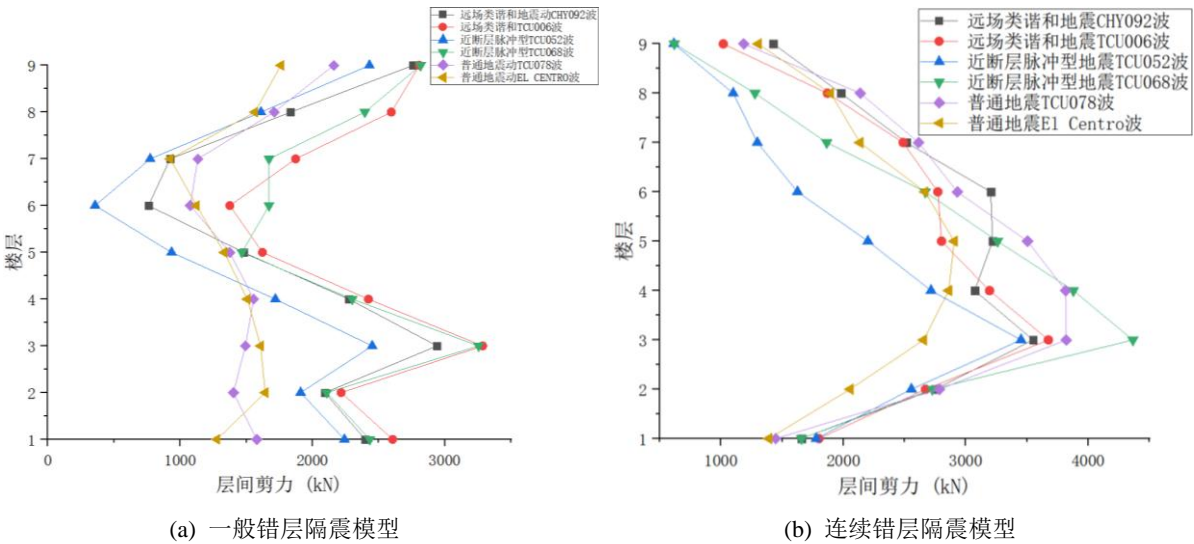 远场类谐和地震动CHY092波
远场类谐和TCU006波
近断层脉冲型TCU052波
近断层脉冲型TCU068波
普通地震动TCU078波
普通地震动EL CENTRO波
9
8
7
6
5
4
3
2
1
楼层
0 1000 2000 3000
层间剪力 (kN)
(a) 一般错层隔震模型
远场类谐和地震CHY092波
远场类谐和地震TCU006波
近断层脉冲型地震TCU052波
近断层脉冲型地震TCU068波
普通地震TCU078波
普通地震El Centro波
9
8
7
6
5
4
3
2
1
楼层
1000 2000 3000 4000
层间剪力 (kN)
(b) 连续错层隔震模型